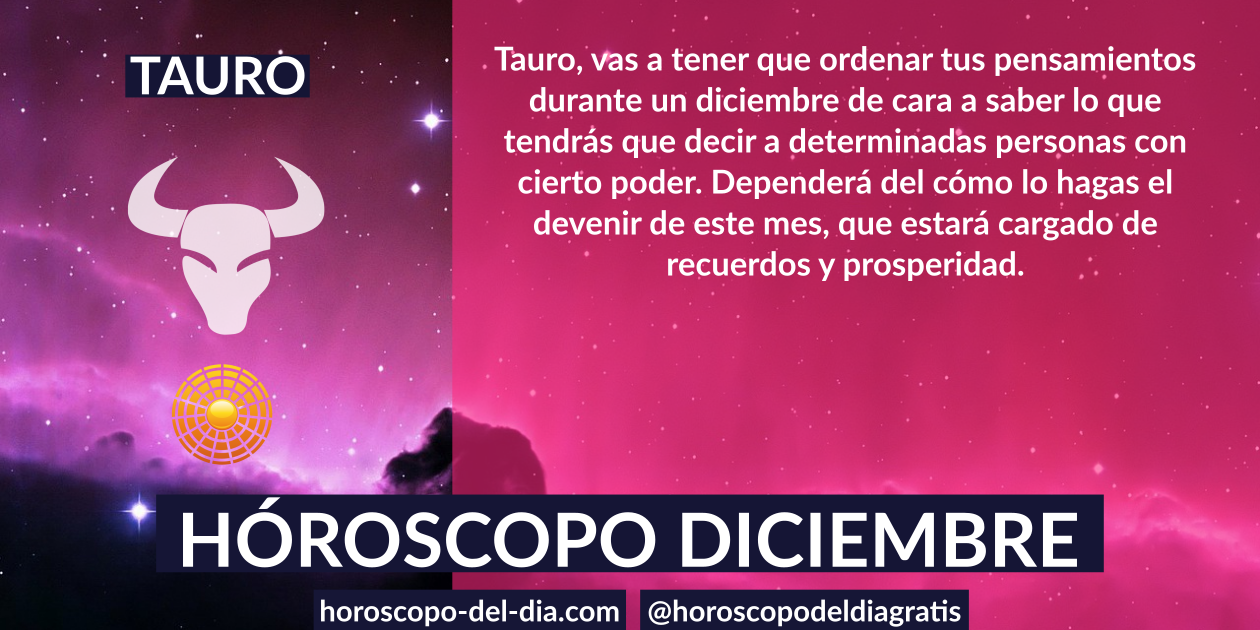 TAURO
Tauro, vas a tener que ordenar tus pensamientos
durante un diciembre de cara a saber lo que
tendrás que decir a determinadas personas con
cierto poder. Dependerá del cómo lo hagas el
devenir de este mes, que estará cargado de
recuerdos y prosperidad.
HÓROSCOPO DICIEMBRE
horoscopo-del-dia.com @horoscopodeldiagratis